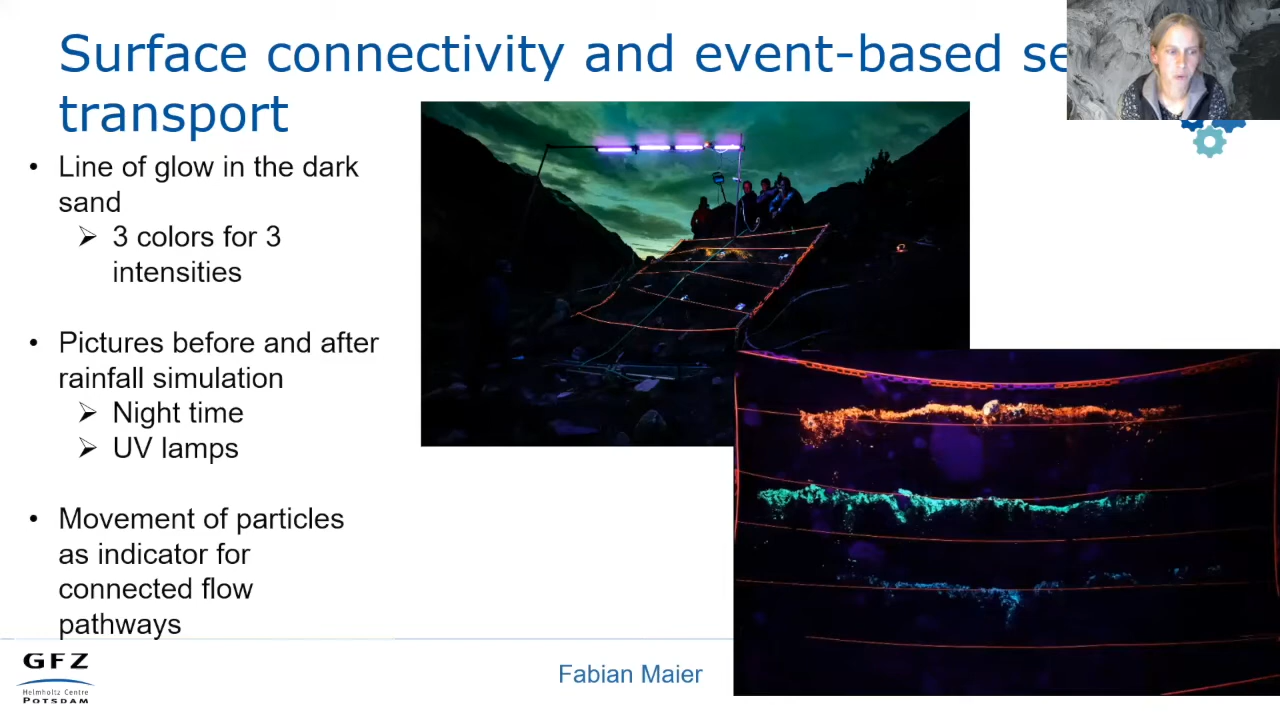 Surface connectivity and event-based se
transport
• Line of glow in the dark
sand
➢ 3 colors for 3
intensities
• Pictures before and after
rainfall simulation
➢ Night time
➢ UV lamps
• Movement of particles
as indicator for
connected flow
pathways
GFZ
Helmholtz Centre
POTSDAM
Fabian Maier